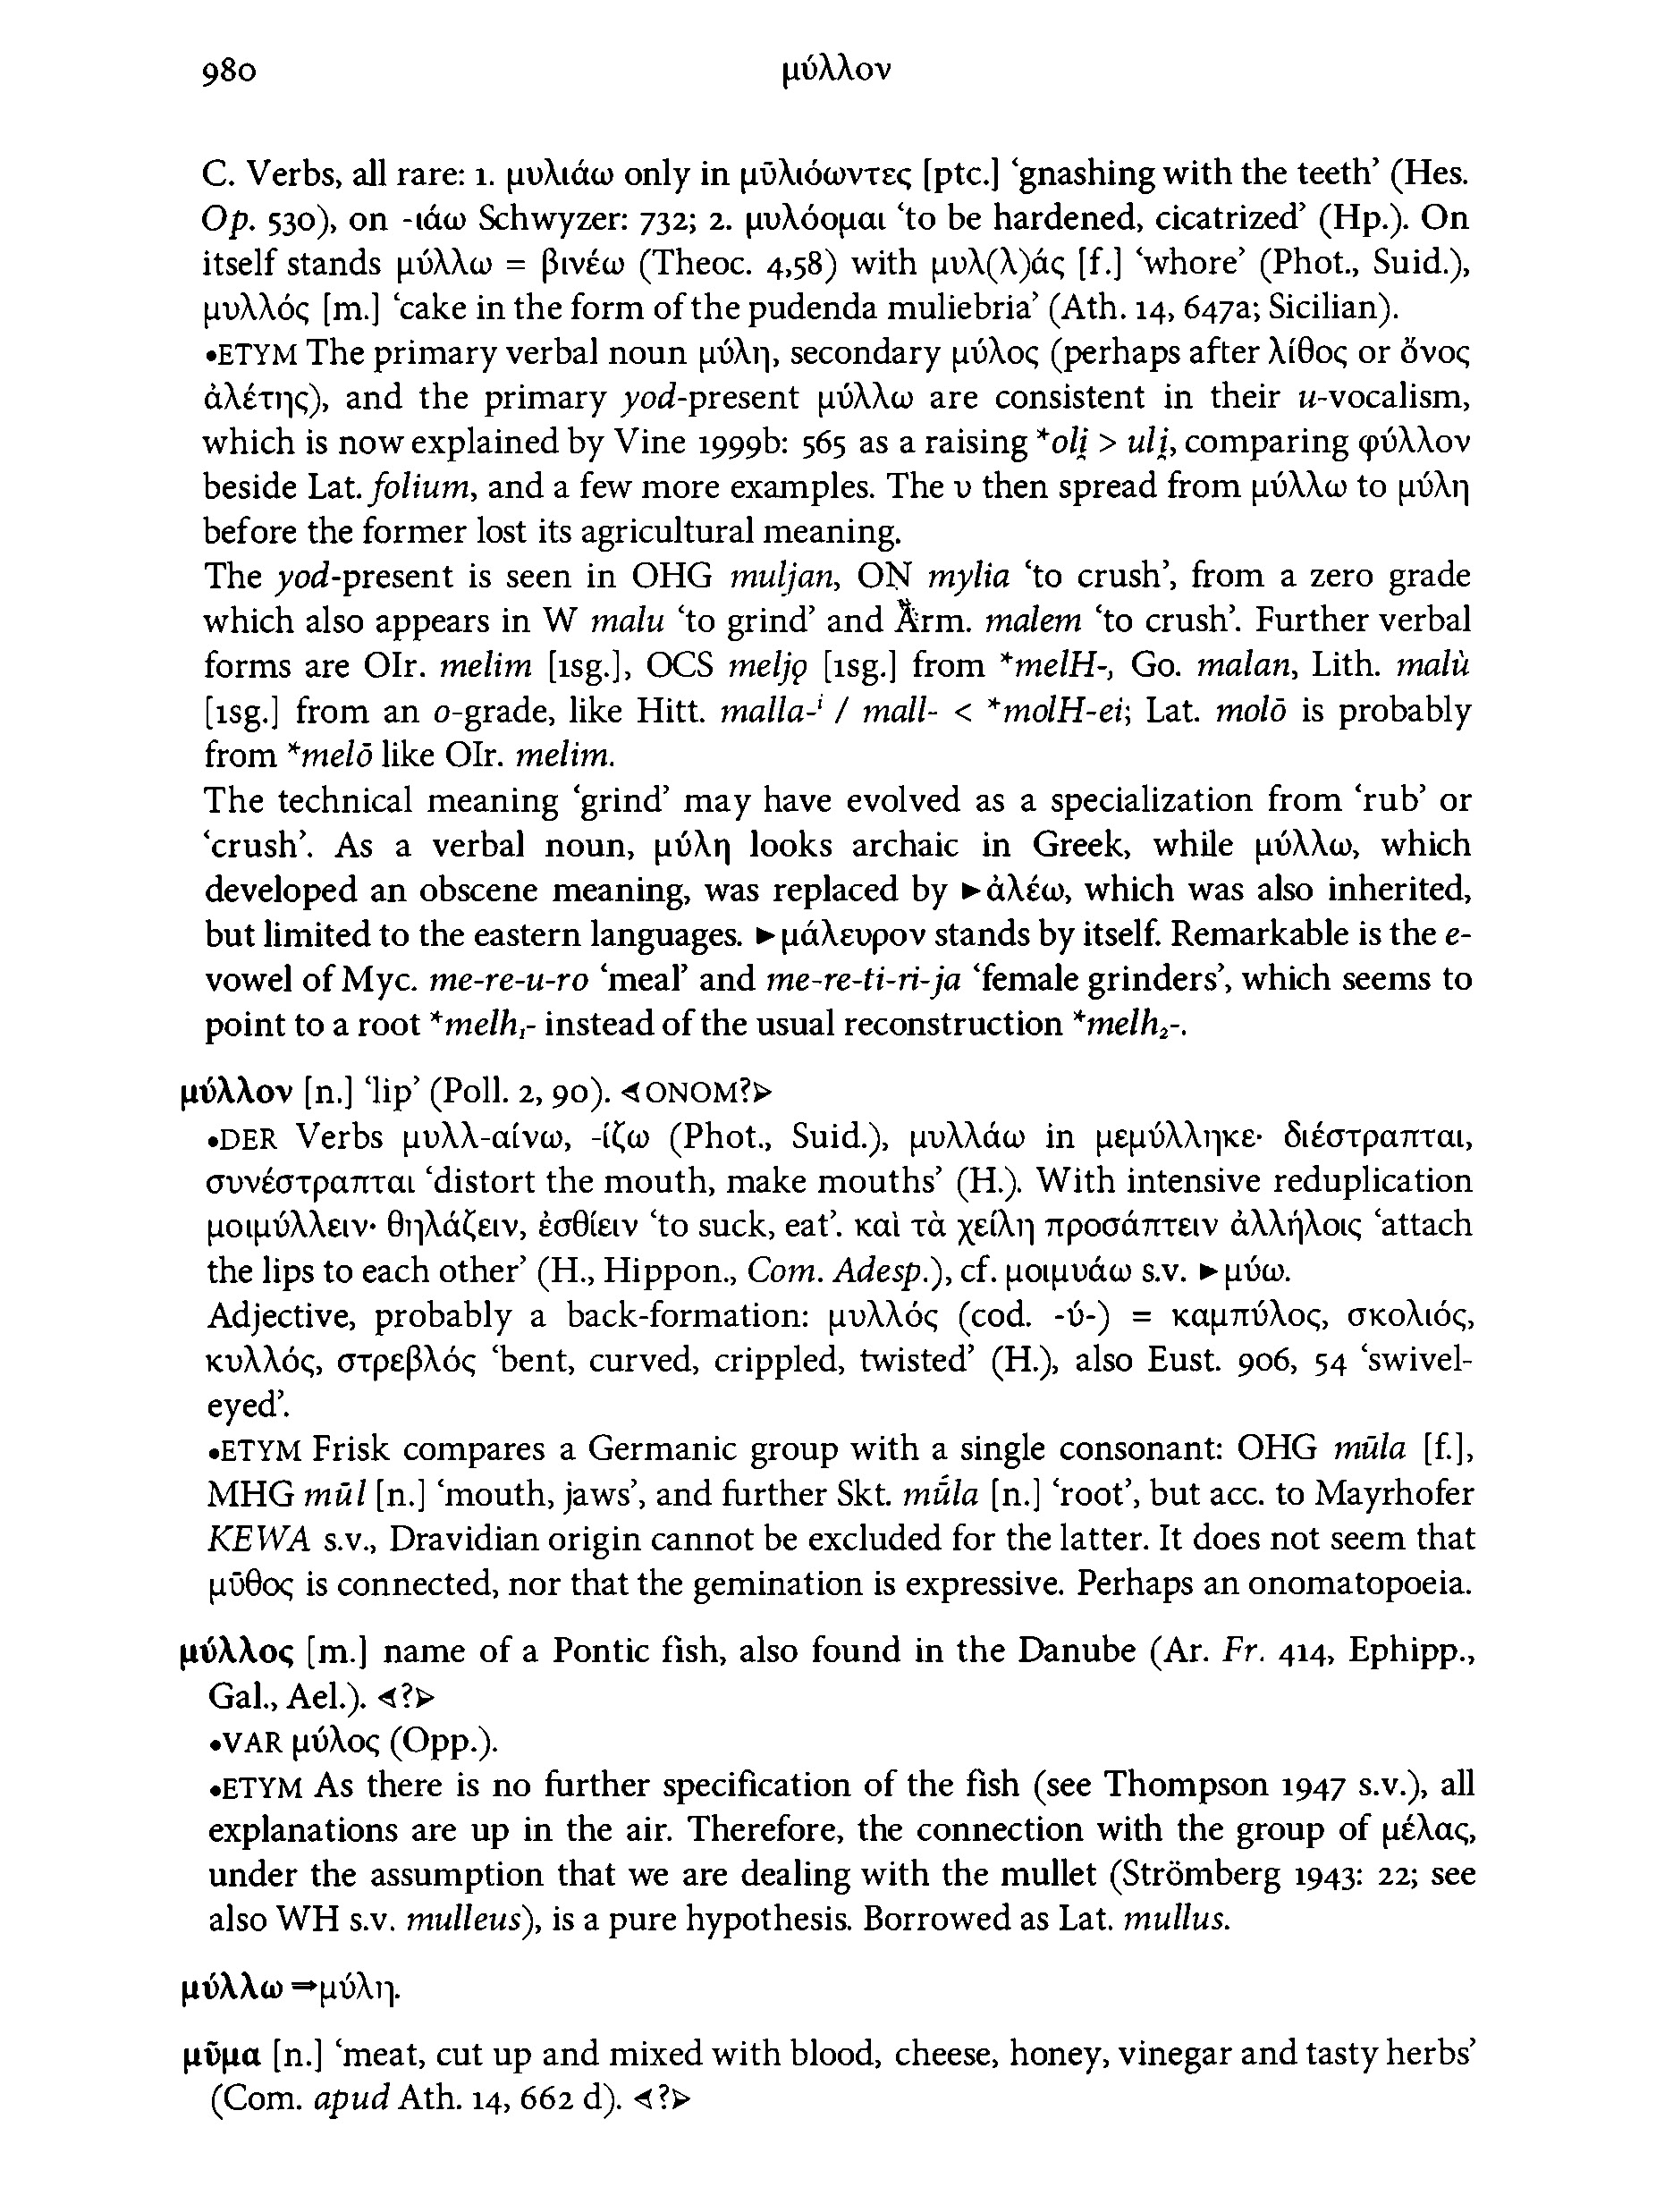 980 μύλλον
C. Verbs, all rare: 1. μυλιάω only in μῡλιόωντες [ptc.] ‘gnashing with the teeth’ (Hes.
Op. 530), on -ιάω Schwyzer: 732; 2. μυλόομαι ‘to be hardened, cicatrized’ (Hp.). On
itself stands μύλλω = βινέω (Theoc. 4,58) with μυλ(λ)άς [f.] ‘whore’ (Phot., Suid.),
μυλλός [m.] ‘cake in the form of the pudenda muliebria’ (Ath. 14, 647a; Sicilian).
•ETYM The primary verbal noun μύλη, secondary μύλος (perhaps after λίθος or ὄνος
ἀλέτης), and the primary yod-present μύλλω are consistent in their u-vocalism,
which is now explained by Vine 1999b: 565 as a raising *oli̯ > uli̯, comparing φύλλον
beside Lat. folium, and a few more examples. The υ then spread from μύλλω to μύλη
before the former lost its agricultural meaning.
The yod-present is seen in OHG muljan, ON mylia ‘to crush’, from a zero grade
which also appears in W malu ‘to grind’ and Arm. malem ‘to crush’. Further verbal
forms are OIr. melim [1sg.], OCS meljǫ [1sg.] from *melH-, Go. malan, Lith. malù
[1sg.] from an o-grade, like Hitt. malla-ⁱ / mall- < *molH-ei; Lat. molō is probably
from *melō like OIr. melim.
The technical meaning ‘grind’ may have evolved as a specialization from ‘rub’ or
‘crush’. As a verbal noun, μύλη looks archaic in Greek, while μύλλω, which
developed an obscene meaning, was replaced by ►ἀλέω, which was also inherited,
but limited to the eastern languages. ►μάλευρον stands by itself. Remarkable is the e-
vowel of Myc. me-re-u-ro ‘meal’ and me-re-ti-ri-ja ‘female grinders’, which seems to
point to a root *melh₁- instead of the usual reconstruction *melh₂-.
μύλλον [n.] ‘lip’ (Poll. 2, 90). ◄ONOM?►
•DER Verbs μυλλ-αίνω, -ίζω (Phot., Suid.), μυλλάω in μεμύλληκε· διέστραπται,
συνέστραπται ‘distort the mouth, make mouths’ (H.). With intensive reduplication
μοιμύλλειν· θηλάζειν, ἐσθίειν ‘to suck, eat’. καὶ τὰ χείλη προσάπτειν ἀλλήλοις ‘attach
the lips to each other’ (H., Hippon., Com. Adesp.), cf. μοιμυάω s.v. ►μύω.
Adjective, probably a back-formation: μυλλός (cod. -ύ-) = καμπύλος, σκολιός,
κυλλός, στρεβλός ‘bent, curved, crippled, twisted’ (H.), also Eust. 906, 54 ‘swivel-
eyed’.
•ETYM Frisk compares a Germanic group with a single consonant: OHG mūla [f.],
MHG mūl [n.] ‘mouth, jaws’, and further Skt. mū́la [n.] ‘root’, but acc. to Mayrhofer
KEWA s.v., Dravidian origin cannot be excluded for the latter. It does not seem that
μῦθος is connected, nor that the gemination is expressive. Perhaps an onomatopoeia.
μύλλος [m.] name of a Pontic fish, also found in the Danube (Ar. Fr. 414, Ephipp.,
Gal., Ael.). ◄?►
•VAR μύλος (Opp.).
•ETYM As there is no further specification of the fish (see Thompson 1947 s.v.), all
explanations are up in the air. Therefore, the connection with the group of μέλας,
under the assumption that we are dealing with the mullet (Strömberg 1943: 22; see
also WH s.v. mulleus), is a pure hypothesis. Borrowed as Lat. mullus.
μύλλω ⇒μύλη.
μῦμα [n.] ‘meat, cut up and mixed with blood, cheese, honey, vinegar and tasty herbs’
(Com. apud Ath. 14, 662 d). ◄?►